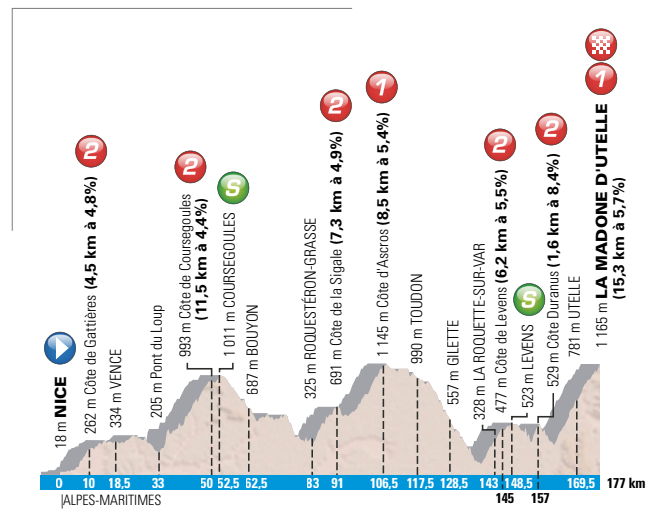 18 m NICE
2
262 m Côte de Gattières (4,5 km à 4,8%)
334 m VENCE
205 m Pont du Loup
2
993 m Côte de Coursegoules
(11,5 km à 4,4%)
S
1 011 m COURSEGOULES
687 m BOUYON
325 m ROQUESTÉRON-GRASSE
2
691 m Côte de la Sigale (7,3 km à 4,9%)
1
1 145 m Côte d'Ascros (8,5 km à 5,4%)
990 m TOUDON
557 m GILETTE
328 m LA ROQUETTE-SUR-VAR
2
477 m Côte de Levens (6,2 km à 5,5%)
S
523 m LEVENS
2
529 m Côte Duranus (1,6 km à 8,4%)
781 m UTELLE
1
1 165 m LA MADONE D'UTELLE
(15,3 km à 5,7%)
0 10 18,5 33 50 52,5 62,5 83 91 106,5 117,5 128,5 143 148,5 169,5 177 km
145 157
ALPES-MARITIMES